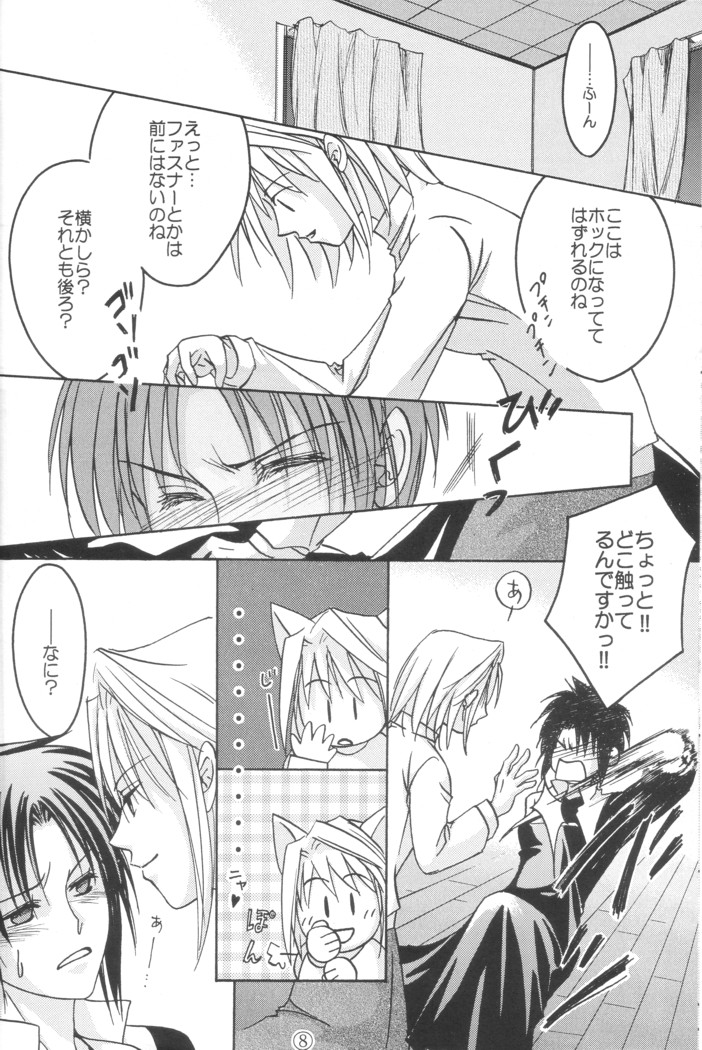 ──…ふーん
ここは
ホックになってて
はずれるのね
プチン
プチン
えっと…
ファスナーとかは
前にはないのね
横かしら？
それとも後ろ？
ゴソ
ゴソ
びくっ
ちょっと!!
どこ触って
るんですかっ!!
あ
じーっ
・・・・・・・・・・
ニャ♥
ぽん
──なに？
あ…
8